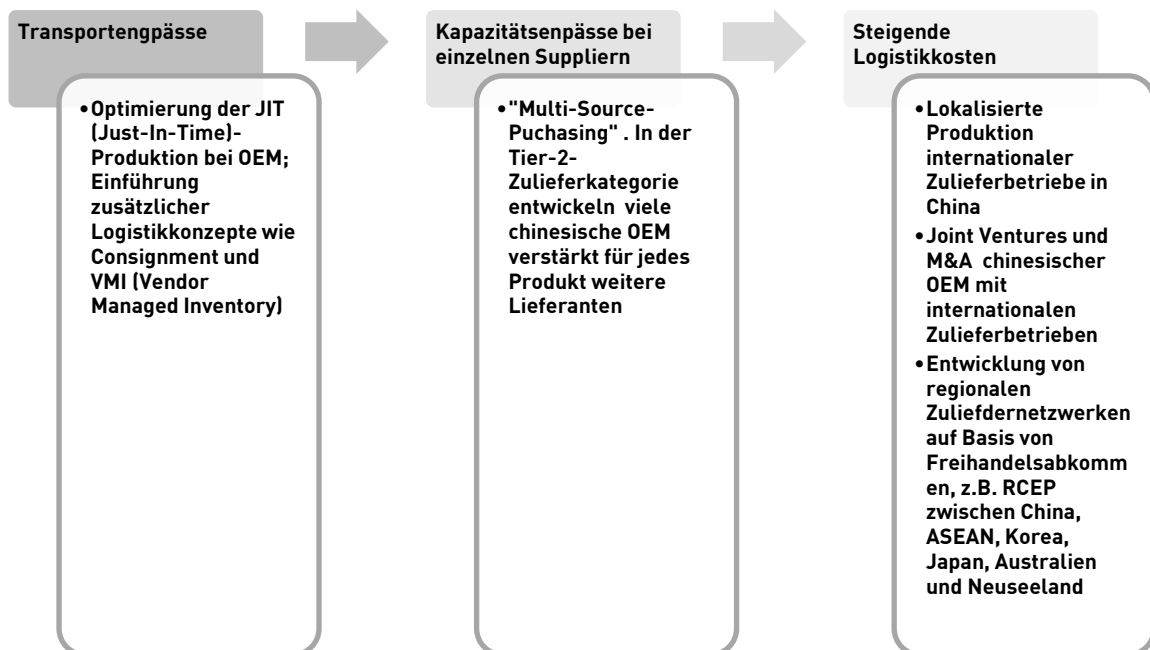 Transportengpässe
•Optimierung der JIT
(Just-In-Time)-
Produktion bei OEM;
Einführung
zusätzlicher
Logistikkonzepte wie
Consignment und
VMI (Vendor
Managed Inventory)
Kapazitätsenpässe bei
einzelnen Suppliern
•"Multi-Source-
Puchasing" . In der
Tier-2-
Zulieferkategorie
entwickeln viele
chinesische OEM
verstärkt für jedes
Produkt weitere
Lieferanten
Steigende
Logistikkosten
•Lokalisierte
Produktion
internationaler
Zulieferbetriebe in
China
•Joint Ventures und
M&A chinesischer
OEM mit
internationalen
Zulieferbetrieben
•Entwicklung von
regionalen
Zuliefdernetzwerken
auf Basis von
Freihandelsabkomm
en, z.B. RCEP
zwischen China,
ASEAN, Korea,
Japan, Australien
und Neuseeland